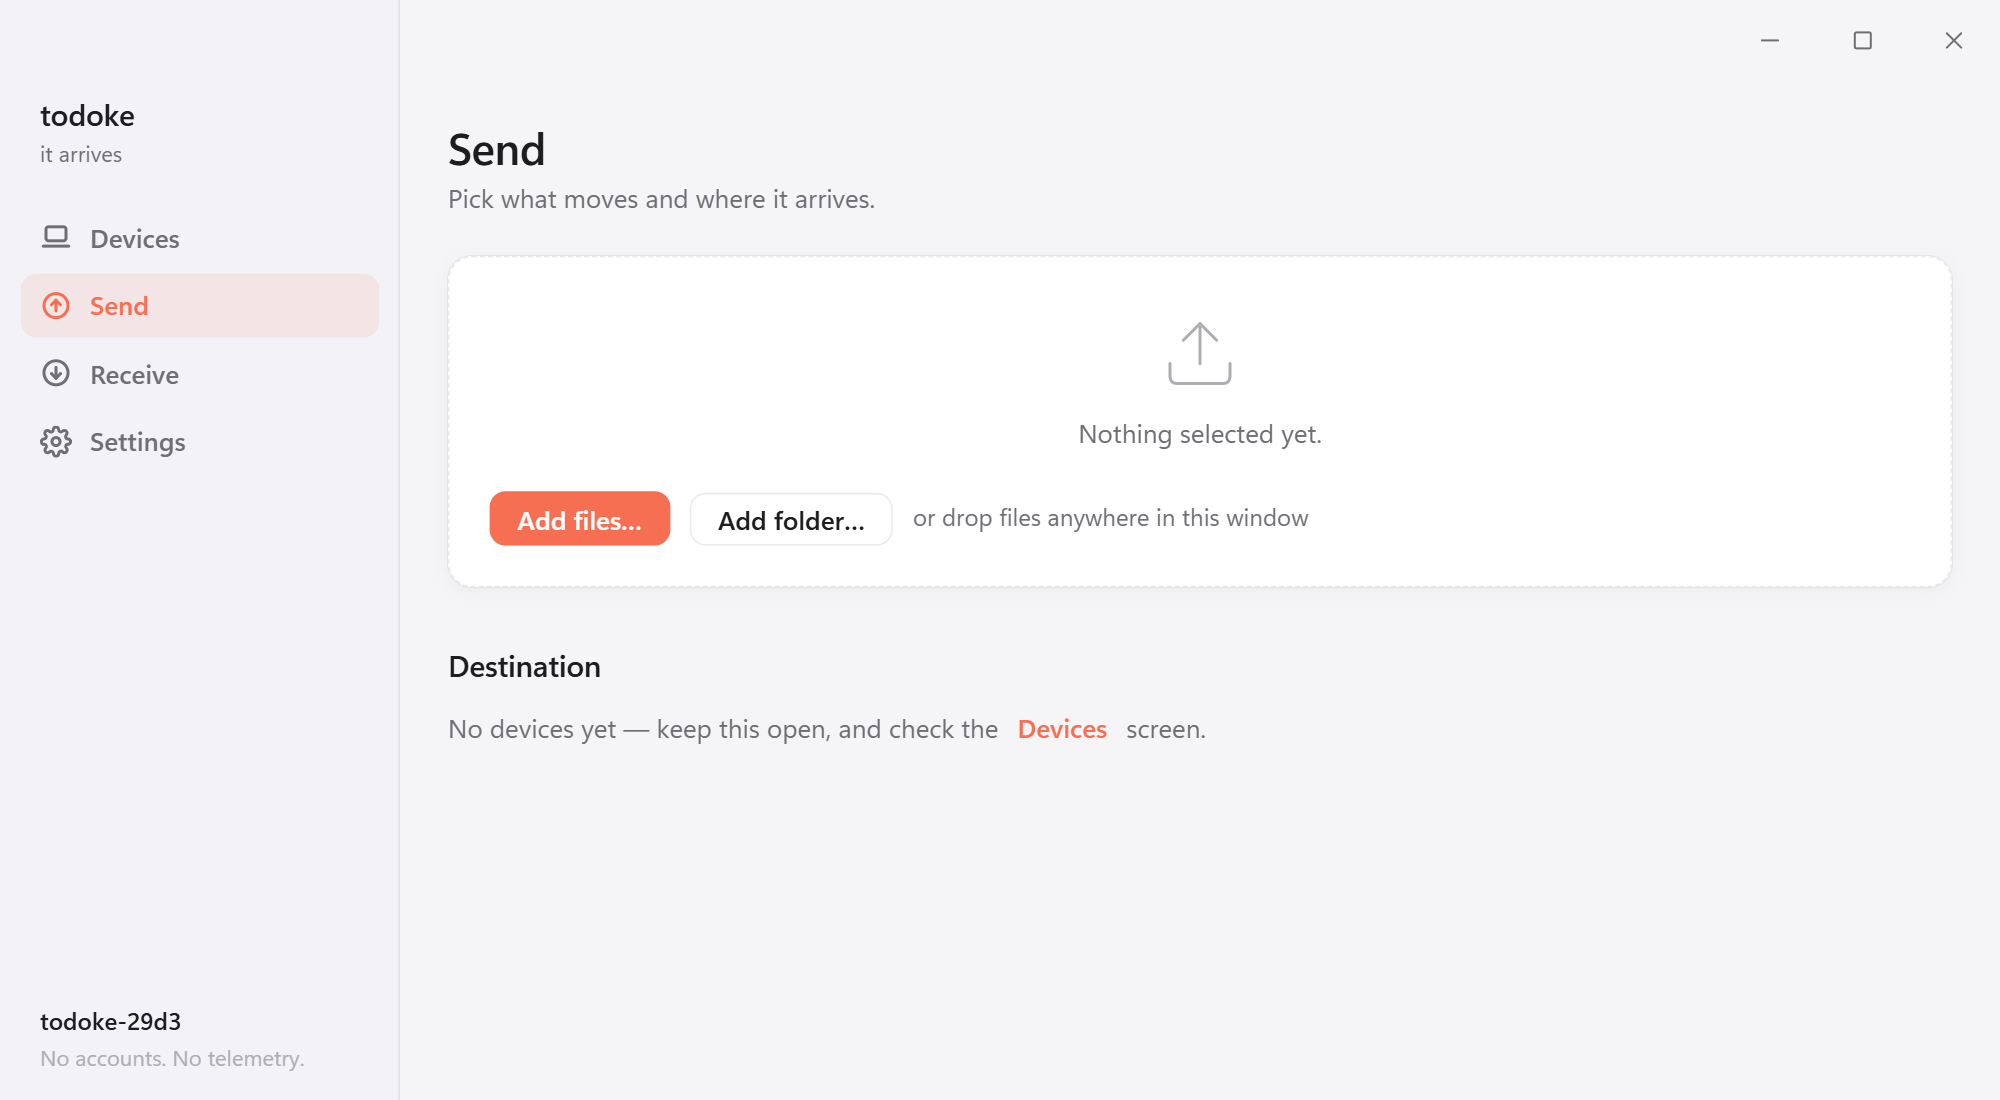 todoke
it arrives
Devices
Send
Receive
Settings
todoke-29d3
No accounts. No telemetry.
Send
Pick what moves and where it arrives.
Nothing selected yet.
Add files...
Add folder...
or drop files anywhere in this window
Destination
No devices yet — keep this open, and check the Devices screen.